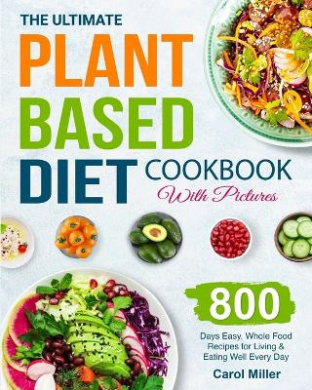 THE ULTIMATE
PLANT
BASED
DIET COOKBOOK
With Pictures
800
Days Easy, Whole Food
Recipes for Living &
Eating Well Every Day
Carol Miller